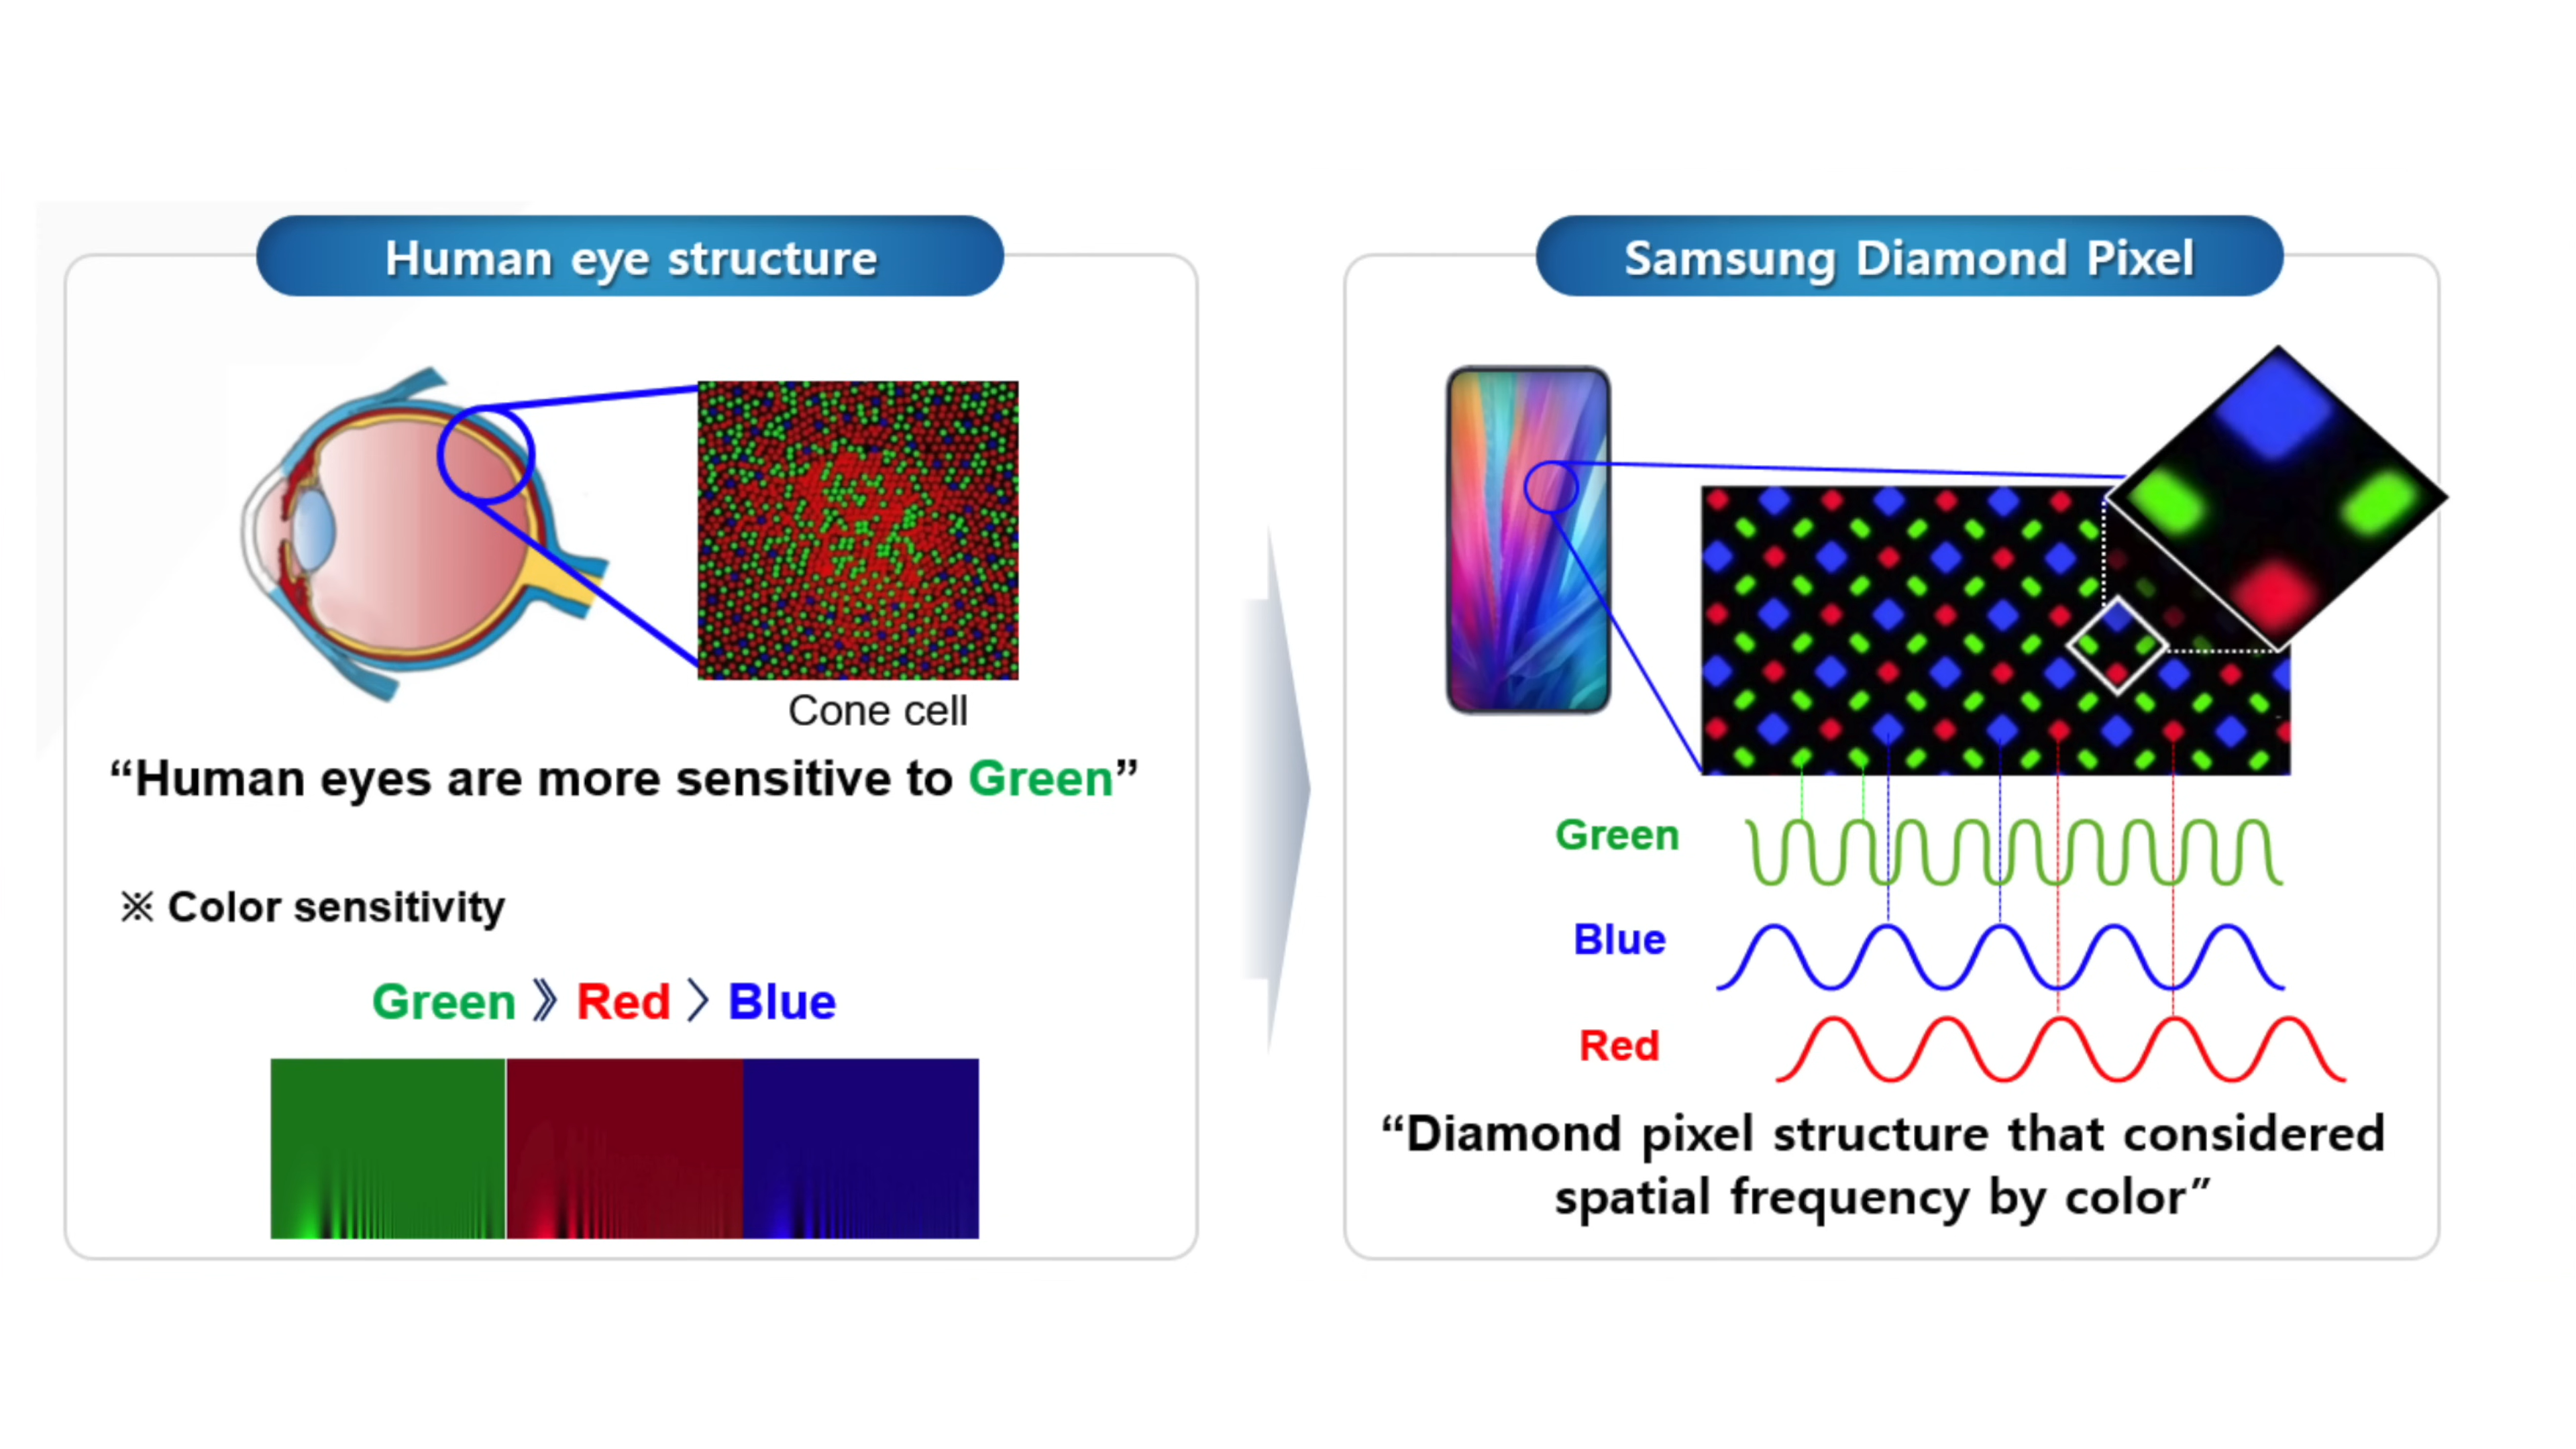 Human eye structure
Cone cell
“Human eyes are more sensitive to Green”
※ Color sensitivity
Green 》 Red 〉 Blue
Samsung Diamond Pixel
Green
Blue
Red
“Diamond pixel structure that considered
spatial frequency by color”